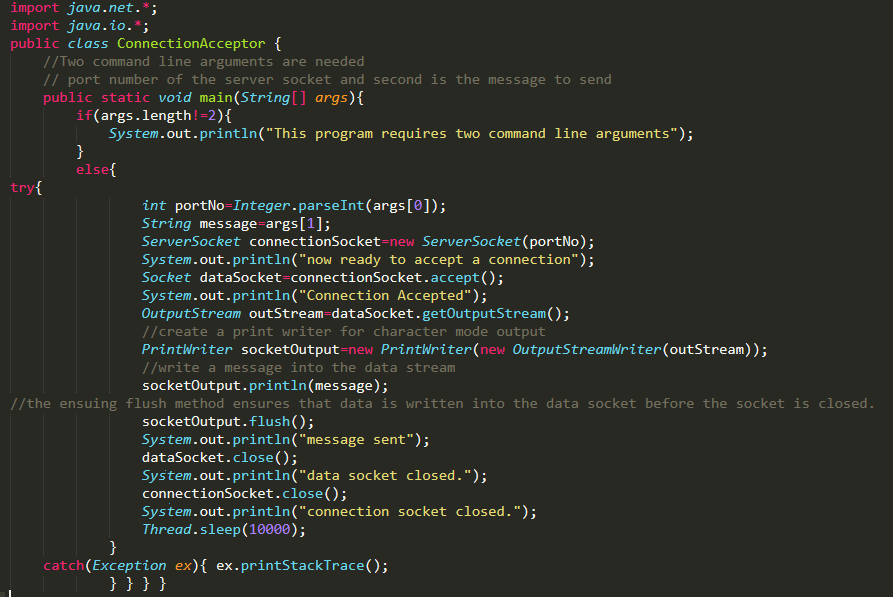 import java.net.*;
import java.io.*;
public class ConnectionAcceptor {
//Two command line arguments are needed
// port number of the server socket and second is the message to send
public static void main(String[] args){
if(args.length!=2){
System.out.println("This program requires two command line arguments");
}
else{
try{
int portNo=Integer.parseInt(args[0]);
String message=args[1];
ServerSocket connectionSocket=new ServerSocket(portNo);
System.out.println("now ready to accept a connection");
Socket dataSocket=connectionSocket.accept();
System.out.println("Connection Accepted");
OutputStream outStream=dataSocket.getOutputStream();
//create a print writer for character mode output
PrintWriter socketOutput=new PrintWriter(new OutputStreamWriter(outStream));
//write a message into the data stream
socketOutput.println(message);
//the ensuing flush method ensures that data is written into the data socket before the socket is closed.
socketOutput.flush();
System.out.println("message sent");
dataSocket.close();
System.out.println("data socket closed.");
connectionSocket.close();
System.out.println("connection socket closed.");
Thread.sleep(10000);
}
catch(Exception ex){ ex.printStackTrace();
} } } }